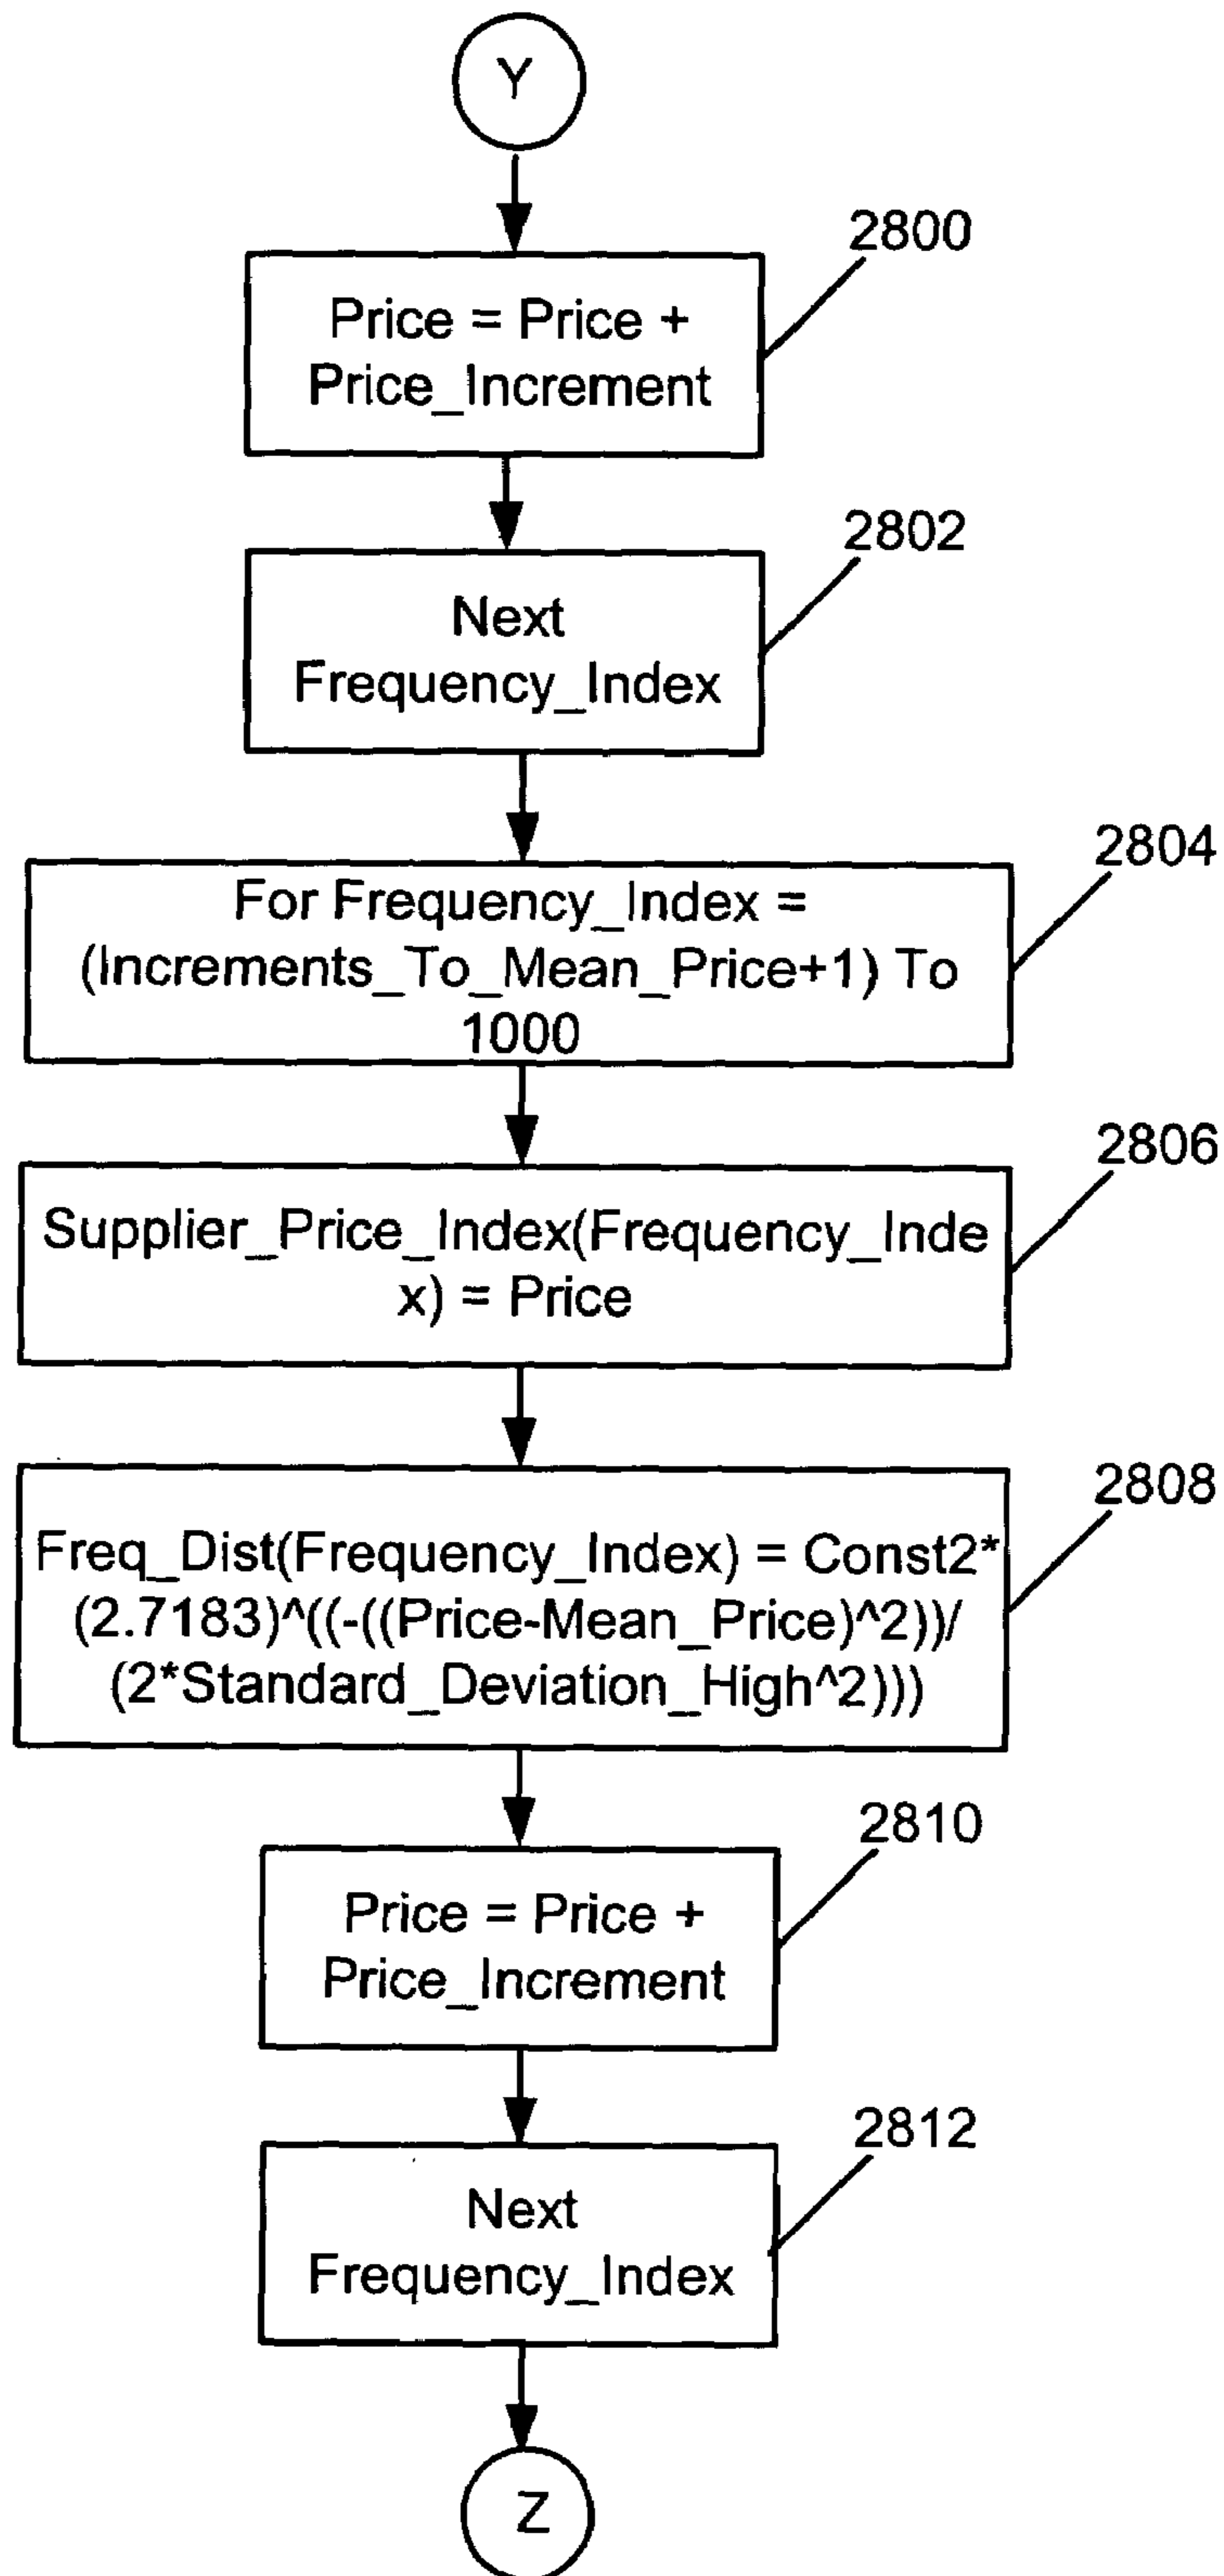 Y
2800
Price = Price +
Price_Increment
2802
Next
Frequency_Index
2804
For Frequency_Index =
(Increments_To_Mean_Price+1) To
1000
2806
Supplier_Price_Index(Frequency_Inde
x) = Price
2808
Freq_Dist(Frequency_Index) = Const2*
(2.7183)^((-((Price-Mean_Price)^2))/
(2*Standard_Deviation_High^2)))
2810
Price = Price +
Price_Increment
2812
Next
Frequency_Index
Z